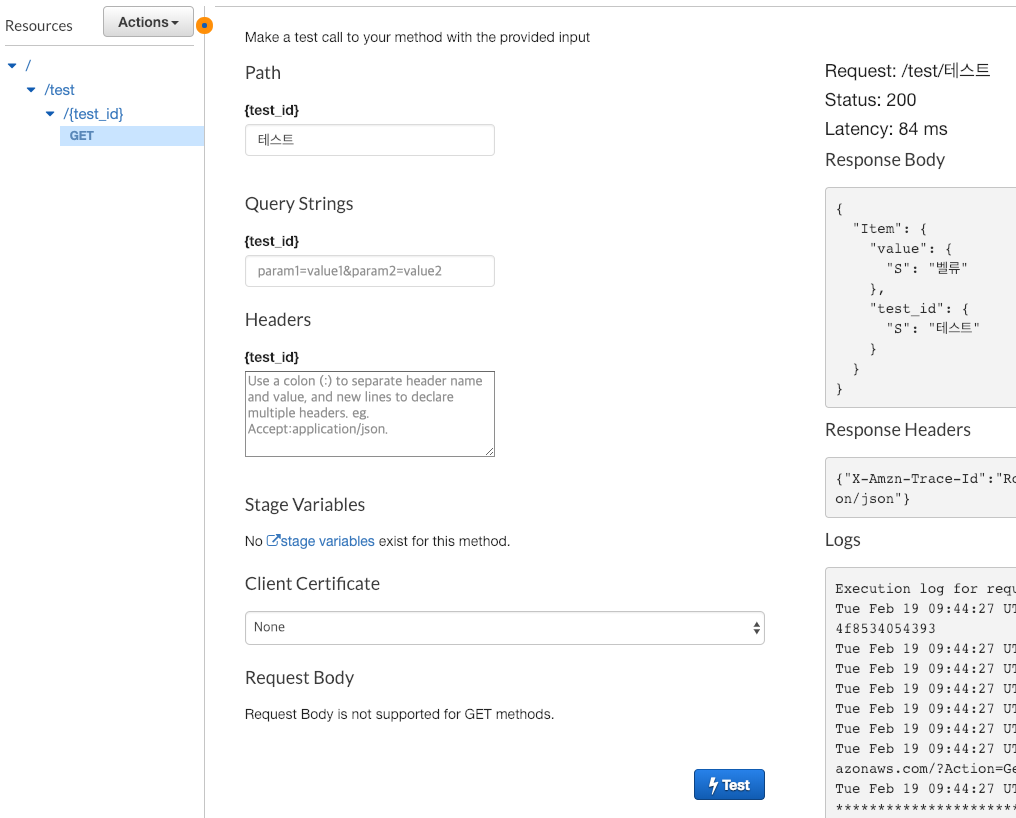 Resources
Actions
/
/test
/{test_id}
GET
Make a test call to your method with the provided input
Path
{test_id}
테스트
Query Strings
{test_id}
param1=value1&param2=value2
Headers
{test_id}
Use a colon (:) to separate header name
and value, and new lines to declare
multiple headers. eg.
Accept:application/json.
Stage Variables
No stage variables exist for this method.
Client Certificate
None
Request Body
Request Body is not supported for GET methods.
Test
Request: /test/테스트
Status: 200
Latency: 84 ms
Response Body
{
"Item": {
"value": {
"S": "벨류"
},
"test_id": {
"S": "테스트"
}
}
}
Response Headers
{"X-Amzn-Trace-Id":"Ro
on/json"}
Logs
Execution log for requ
Tue Feb 19 09:44:27 UT
4f8534054393
Tue Feb 19 09:44:27 UT
Tue Feb 19 09:44:27 UT
Tue Feb 19 09:44:27 UT
Tue Feb 19 09:44:27 UT
Tue Feb 19 09:44:27 UT
Tue Feb 19 09:44:27 UT
azonaws.com/?Action=Ge
Tue Feb 19 09:44:27 UT
**********************